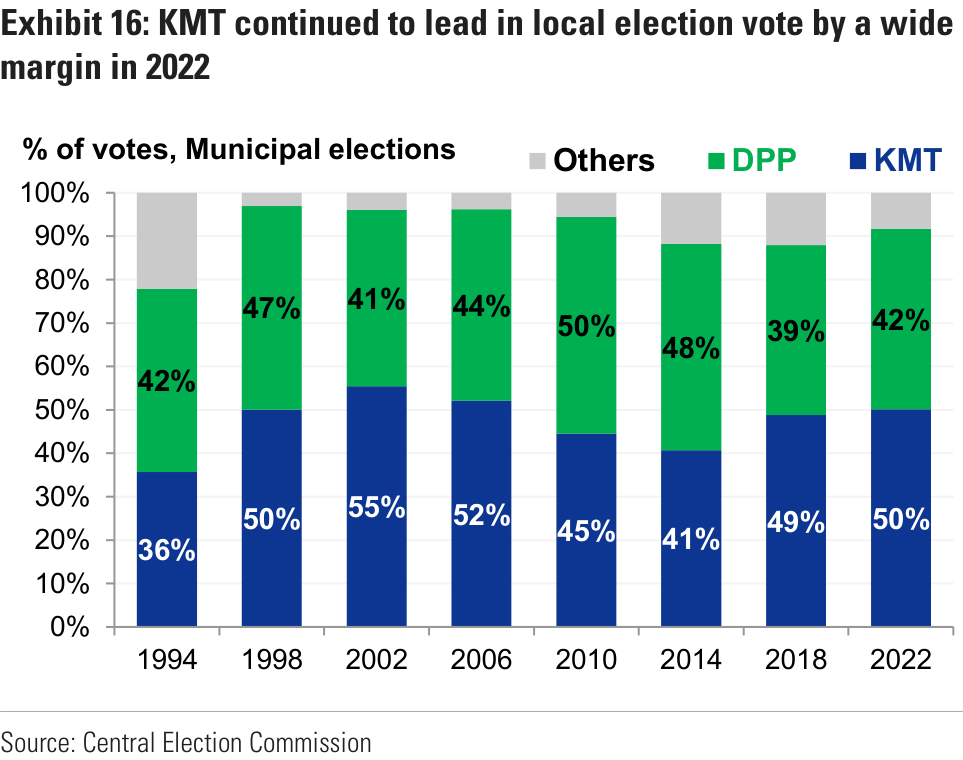 Exhibit 16: KMT continued to lead in local election vote by a wide
margin in 2022
% of votes, Municipal elections
Others DPP KMT
100%
90%
80%
70%
60%
50%
40%
30%
20%
10%
0%
42% 47% 41% 44% 50% 48% 39% 42%
36% 50% 55% 52% 45% 41% 49% 50%
1994 1998 2002 2006 2010 2014 2018 2022
Source: Central Election Commission